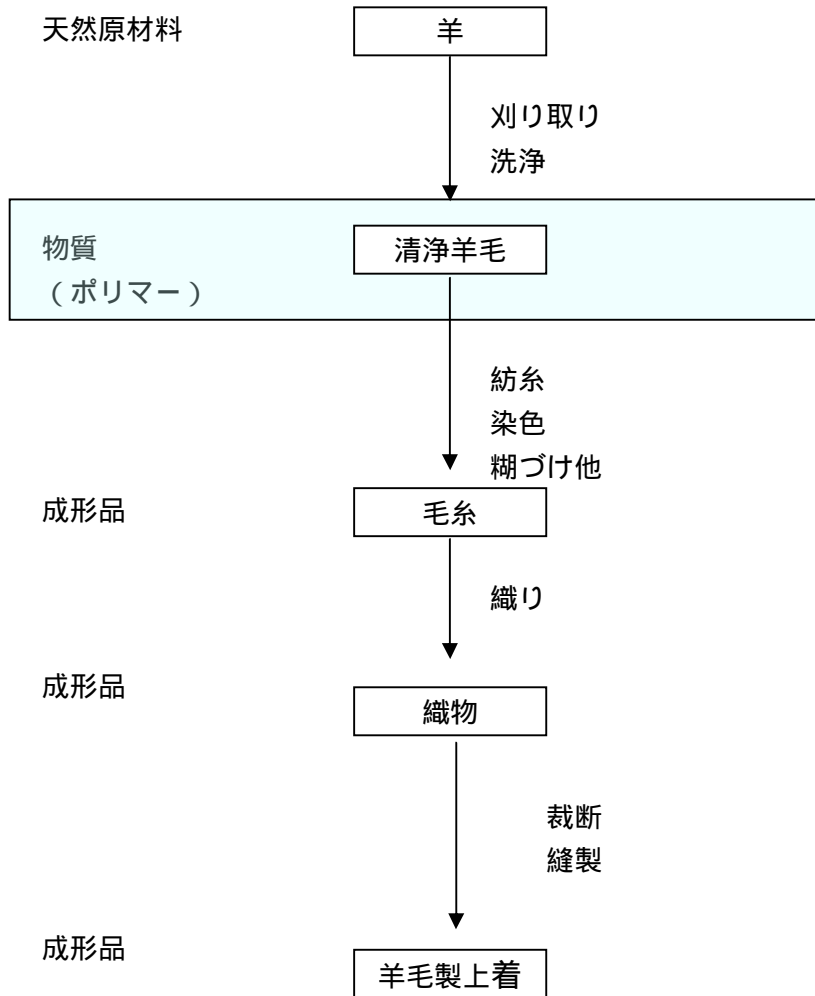 天然原材料
羊
刈り取り
洗浄
物質
（ポリマー）
清浄羊毛
紡糸
染色
糊づけ他
成形品
毛糸
織り
成形品
織物
裁断
縫製
成形品
羊毛製上着